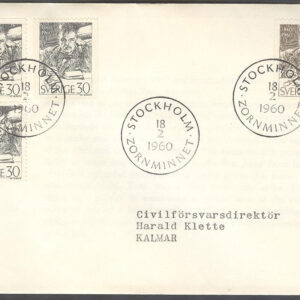 SVERIGE 30
STOCKHOLM
18
2
1960
ZORNMINNET
STOCKHOLM
18
2
1960
ZORNMINNET
STOCKHOLM
2
1960
ZORNMINNET
SVERIGE
30
Civilförsvarsdirektör
Harald Klette
KALMAR